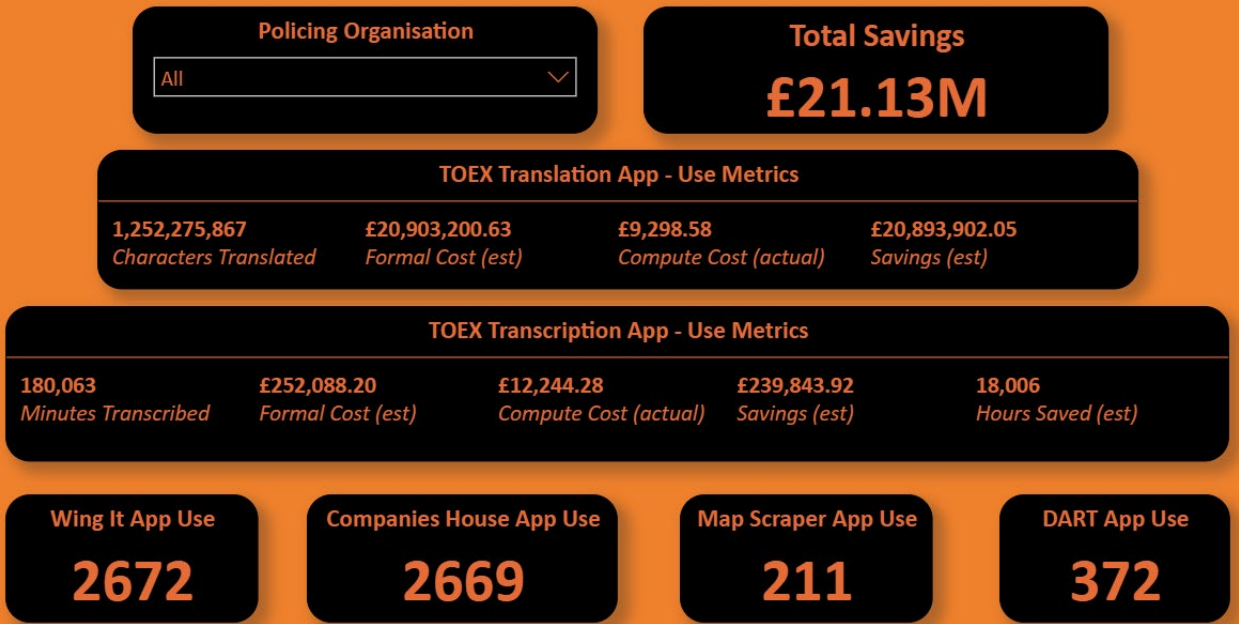 Policing Organisation
All
Total Savings
£21.13M
TOEX Translation App - Use Metrics
1,252,275,867 £20,903,200.63 £9,298.58 £20,893,902.05
Characters Translated Formal Cost (est) Compute Cost (actual) Savings (est)
TOEX Transcription App - Use Metrics
180,063 £252,088.20 £12,244.28 £239,843.92 18,006
Minutes Transcribed Formal Cost (est) Compute Cost (actual) Savings (est) Hours Saved (est)
Wing It App Use
2672
Companies House App Use
2669
Map Scraper App Use
211
DART App Use
372